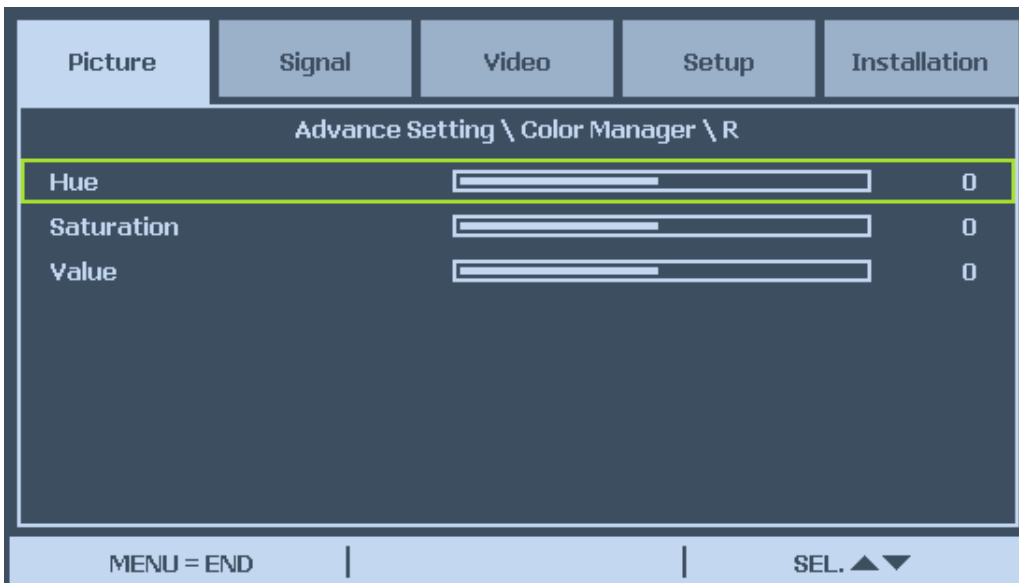 Picture Signal Video Setup Installation
Advance Setting \ Color Manager \ R
Hue 0
Saturation 0
Value 0
MENU = END SEL. ▲▼